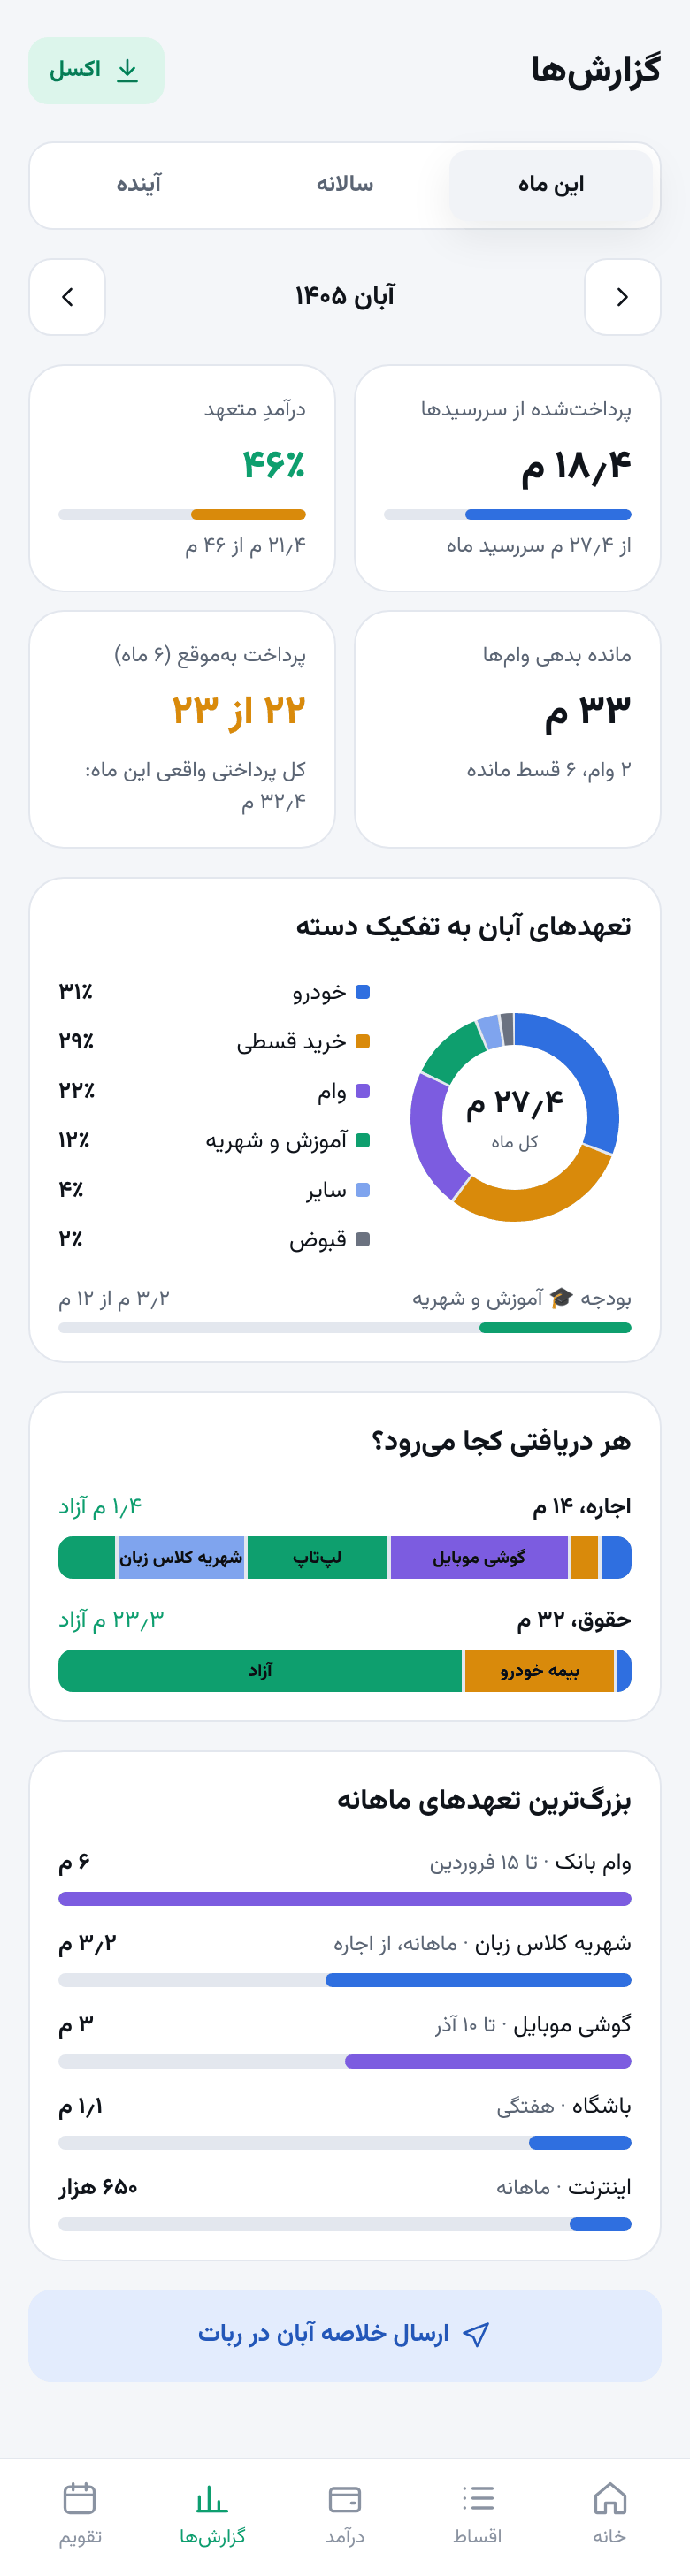 گزارش‌ها
اکسل
این ماه
سالانه
آینده
آبان ۱۴۰۵
پرداخت‌شده از سررسیدها
۱۸٫۴ م
از ۲۷٫۴ م سررسید ماه
درآمدِ متعهد
۴۶٪
۲۱٫۴ م از ۴۶ م
مانده بدهی وام‌ها
۳۳ م
۲ وام، ۶ قسط مانده
پرداخت به‌موقع (۶ ماه)
۲۲ از ۲۳
کل پرداختی واقعی این ماه:
۳۲٫۴ م
تعهدهای آبان به تفکیک دسته
۲۷٫۴ م
کل ماه
خودرو ۳۱٪
خرید قسطی ۲۹٪
وام ۲۲٪
آموزش و شهریه ۱۲٪
سایر ۴٪
قبوض ۲٪
بودجه 🎓 آموزش و شهریه ۳٫۲ م از ۱۲ م
هر دریافتی کجا می‌رود؟
اجاره، ۱۴ م ۱٫۴ م آزاد
گوشی موبایل لپ‌تاپ شهریه کلاس زبان
حقوق، ۳۲ م ۲۳٫۳ م آزاد
بیمه خودرو آزاد
بزرگ‌ترین تعهدهای ماهانه
وام بانک · تا ۱۵ فروردین ۶ م
شهریه کلاس زبان · ماهانه، از اجاره ۳٫۲ م
گوشی موبایل · تا ۱۰ آذر ۳ م
باشگاه · هفتگی ۱٫۱ م
اینترنت · ماهانه ۶۵۰ هزار
ارسال خلاصه آبان در ربات
خانه
اقساط
درآمد
گزارش‌ها
تقویم